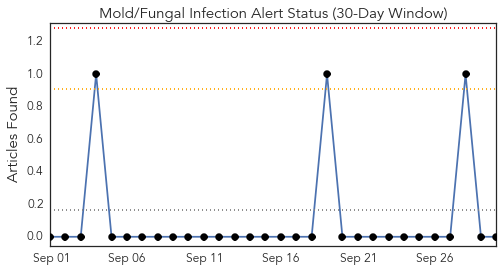 Mold/Fungal Infection Alert Status (30-Day Window)
Articles Found
1.2
1.0
0.8
0.6
0.4
0.2
0.0
Sep 01 Sep 06 Sep 11 Sep 16 Sep 21 Sep 26